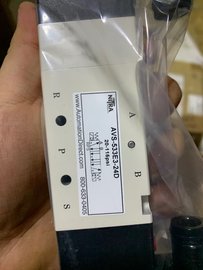 NITRA
AVS-533E3-24D
20-115psi
www.AutomationDirect.com
800-633-0405
R
P
S
A
B